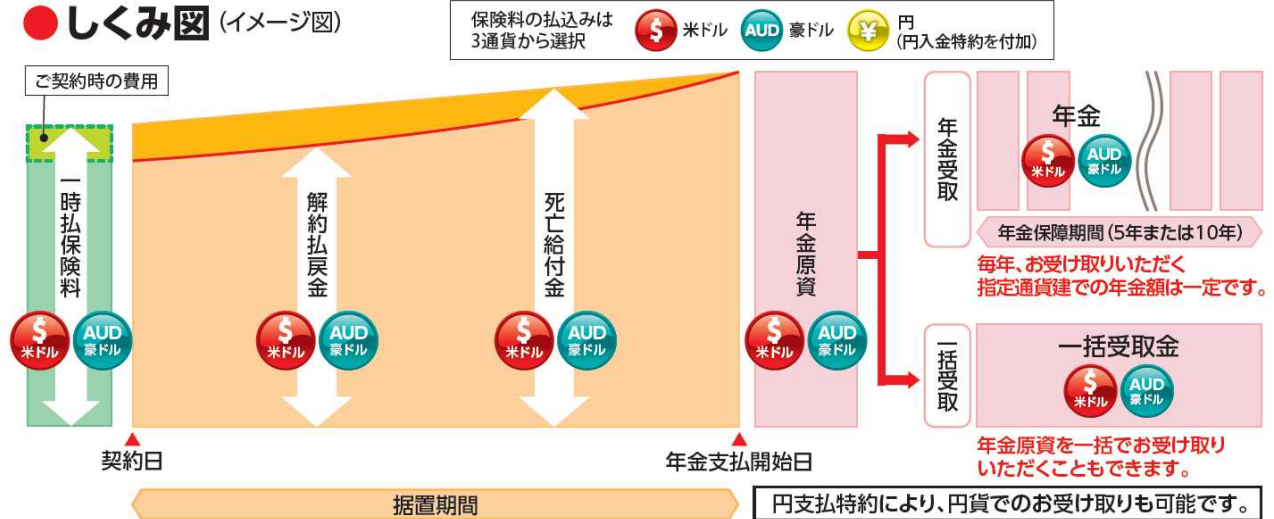 ●しくみ図(イメージ図)
保険料の払込みは
3通貨から選択
$ 米ドル
AUD 豪ドル
¥ 円
(円入金特約を付加)
ご契約時の費用
一時払保険料
$
米ドル
AUD
豪ドル
解約払戻金
$
米ドル
AUD
豪ドル
死亡給付金
$
米ドル
AUD
豪ドル
年金原資
$
米ドル
AUD
豪ドル
年金受取
年金
$
米ドル
AUD
豪ドル
年金保障期間(5年または10年)
毎年、お受け取りいただく
指定通貨建での年金額は一定です。
一括受取
一括受取金
$
米ドル
AUD
豪ドル
年金原資を一括でお受け取り
いただくこともできます。
契約日
年金支払開始日
据置期間
円支払特約により、円貨でのお受け取りも可能です。